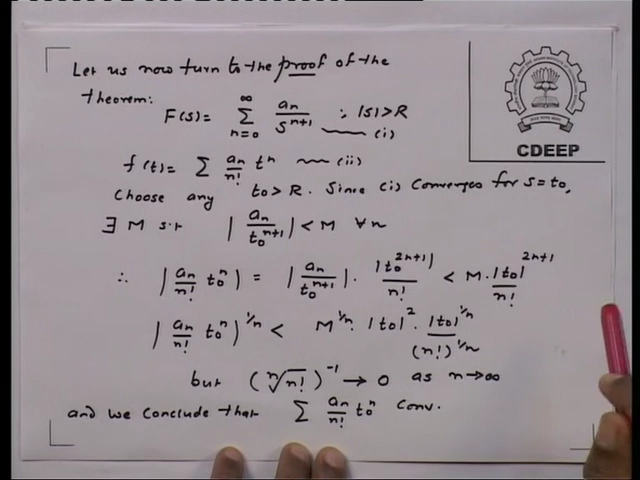 Let us now turn to the proof of the
theorem:
F(s) = ∑_{n=0}^{∞} a_n/s^{n+1} ; |s|>R —— (i)
CDEEP
f(t) = ∑ a_n/n! t^n —— (ii)
Choose any t_0 > R. Since (i) converges for s=t_0,
∃ M s.t |a_n/t_0^{n+1}| < M ∀n
∴ |a_n/n! t_0^n| = |a_n/t_0^{n+1}| · |t_0^{2n+1}|/n! < M · |t_0|^{2n+1}/n!
|a_n/n! t_0^n|^{1/n} < M^{1/n} · |t_0|^2 · |t_0|^{1/n}/(n!)^{1/n}
but (ⁿ√n!)^{-1} → 0 as n→∞
and we conclude that ∑ a_n/n! t_0^n conv.